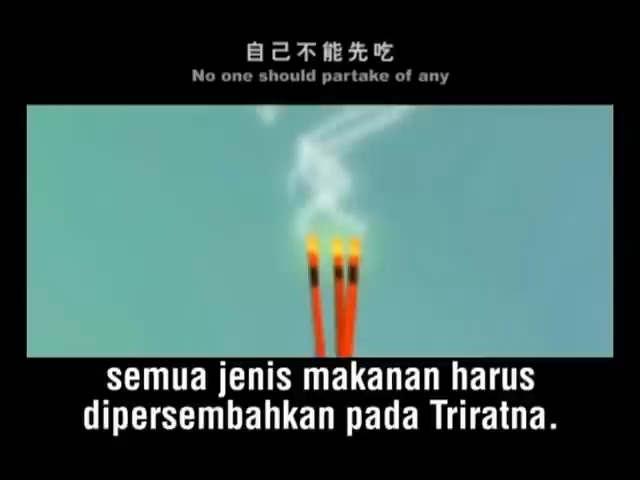 自己不能先吃
No one should partake of any
semua jenis makanan harus
dipersembahkan pada Triratna.